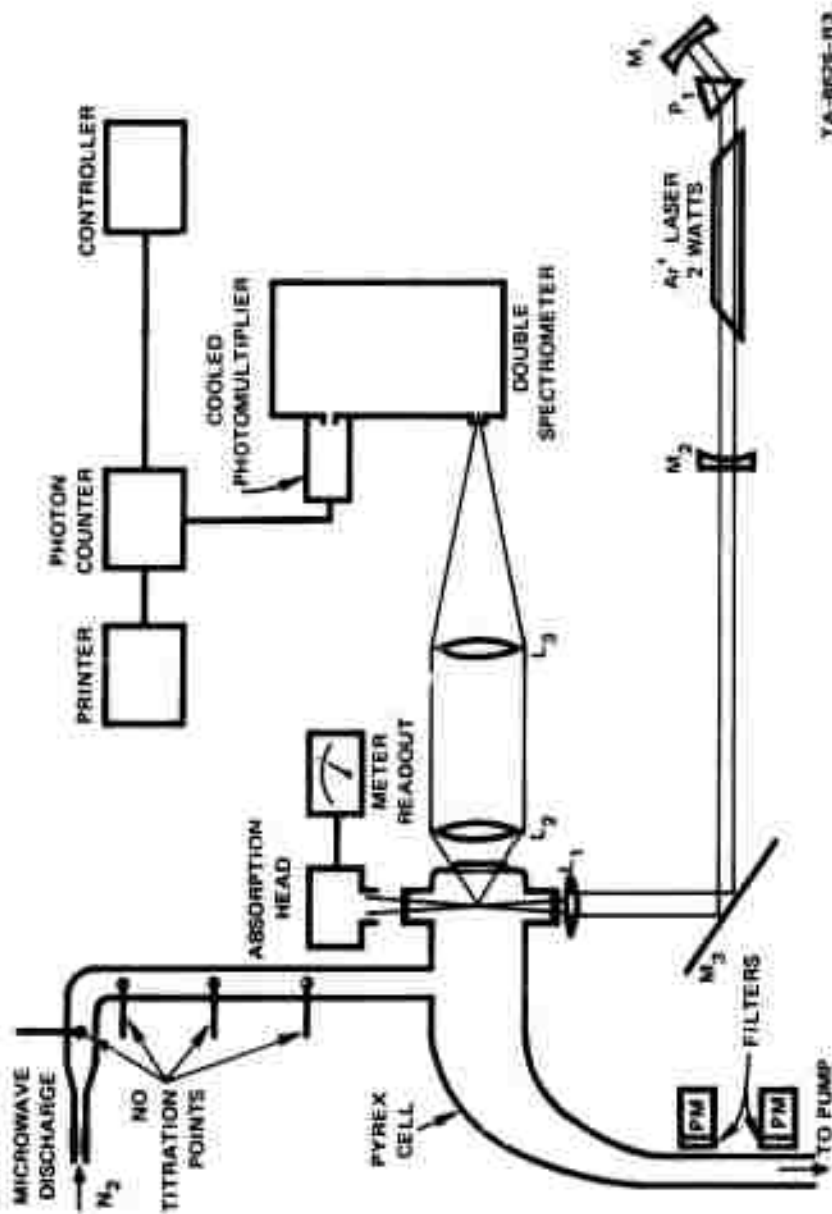 MICROWAVE
DISCHARGE
N₂
NO
TITRATION
POINTS
PYREX
CELL
ABSORPTION
HEAD
METER
READOUT
PRINTER
PHOTON
COUNTER
CONTROLLER
COOLED
PHOTOMULTIPLIER
DOUBLE
SPECTROMETER
L₂
L₃
L₁
M₃
FILTERS
PM
PM
TO PUMP
M₂
Ar⁺ LASER
2 WATTS
P₁
M₁